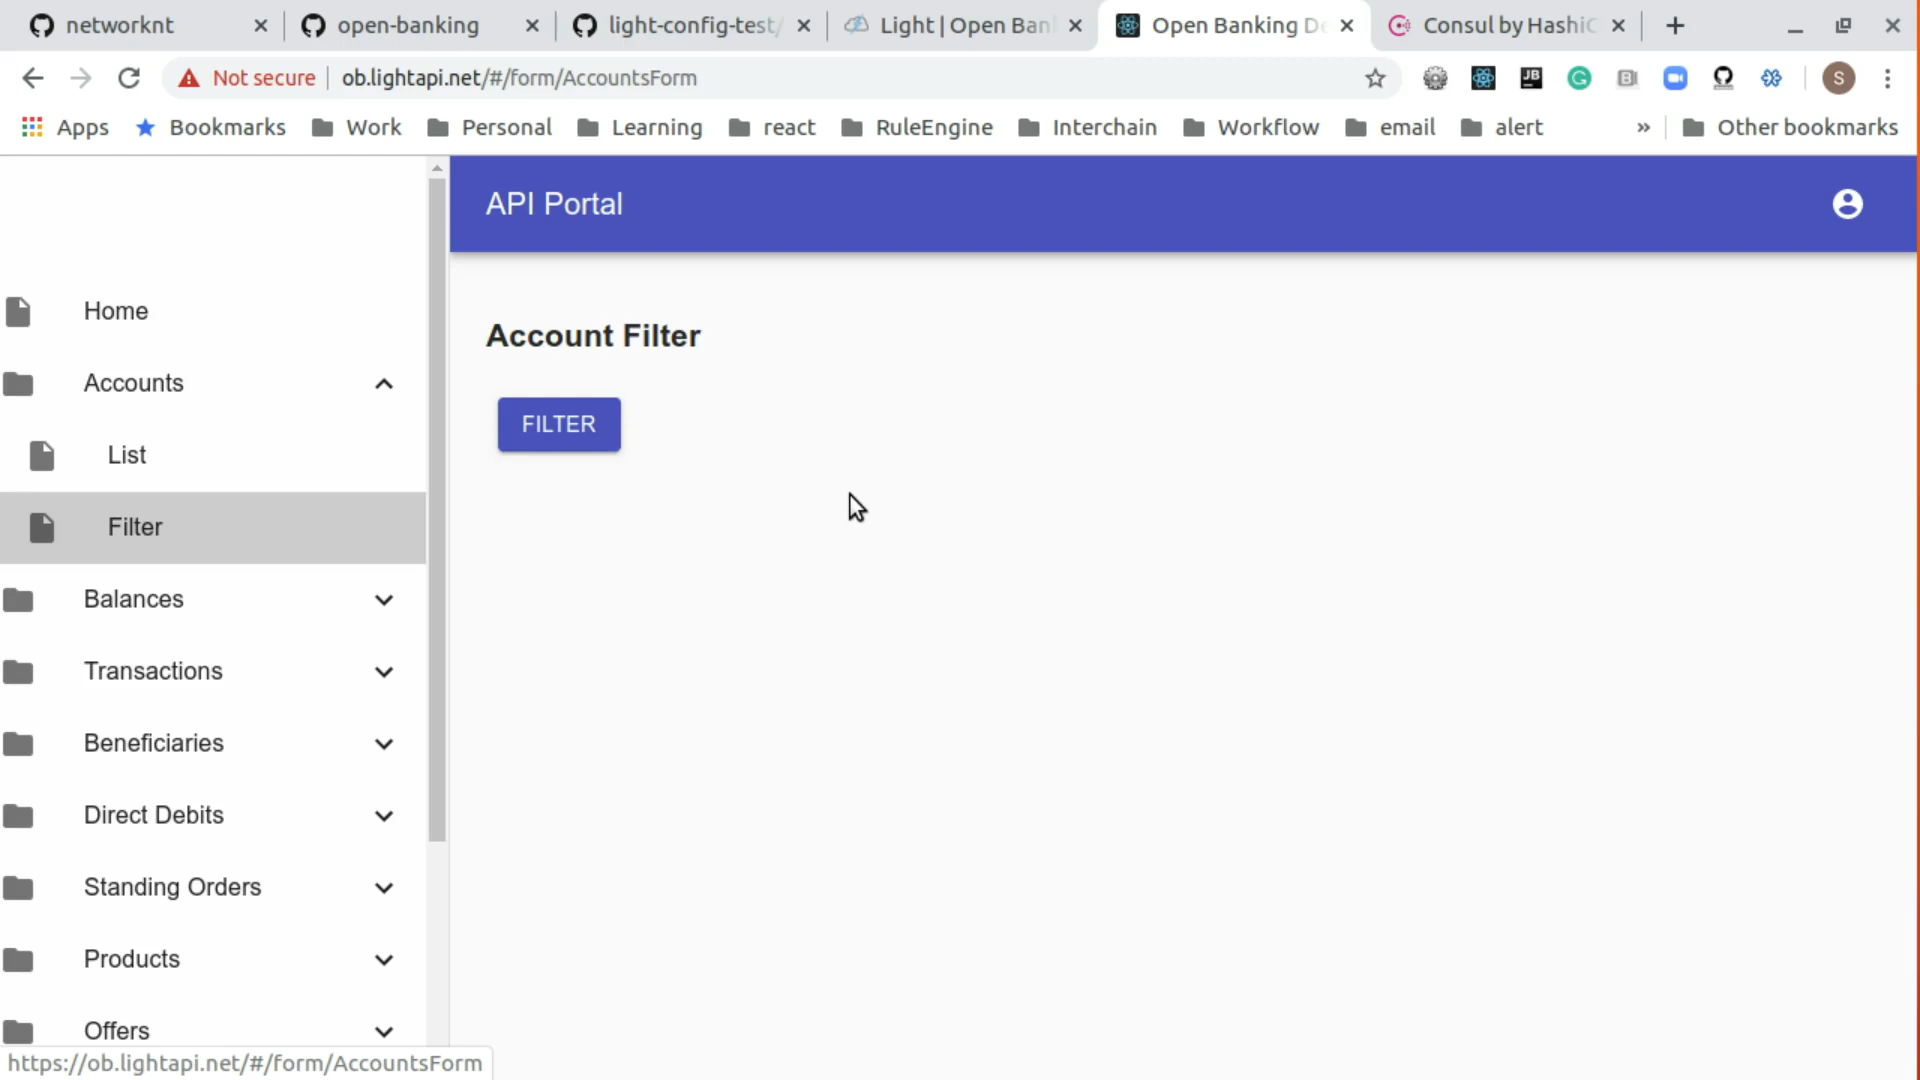 networknt
open-banking
light-config-test/
Light | Open Ban
Open Banking De
Consul by HashiC
Not secure
ob.lightapi.net/#/form/AccountsForm
JB
G
B
S
Apps
Bookmarks
Work
Personal
Learning
react
RuleEngine
Interchain
Workflow
email
alert
»
Other bookmarks
API Portal
Home
Accounts
List
Filter
Balances
Transactions
Beneficiaries
Direct Debits
Standing Orders
Products
Offers
Account Filter
FILTER
https://ob.lightapi.net/#/form/AccountsForm